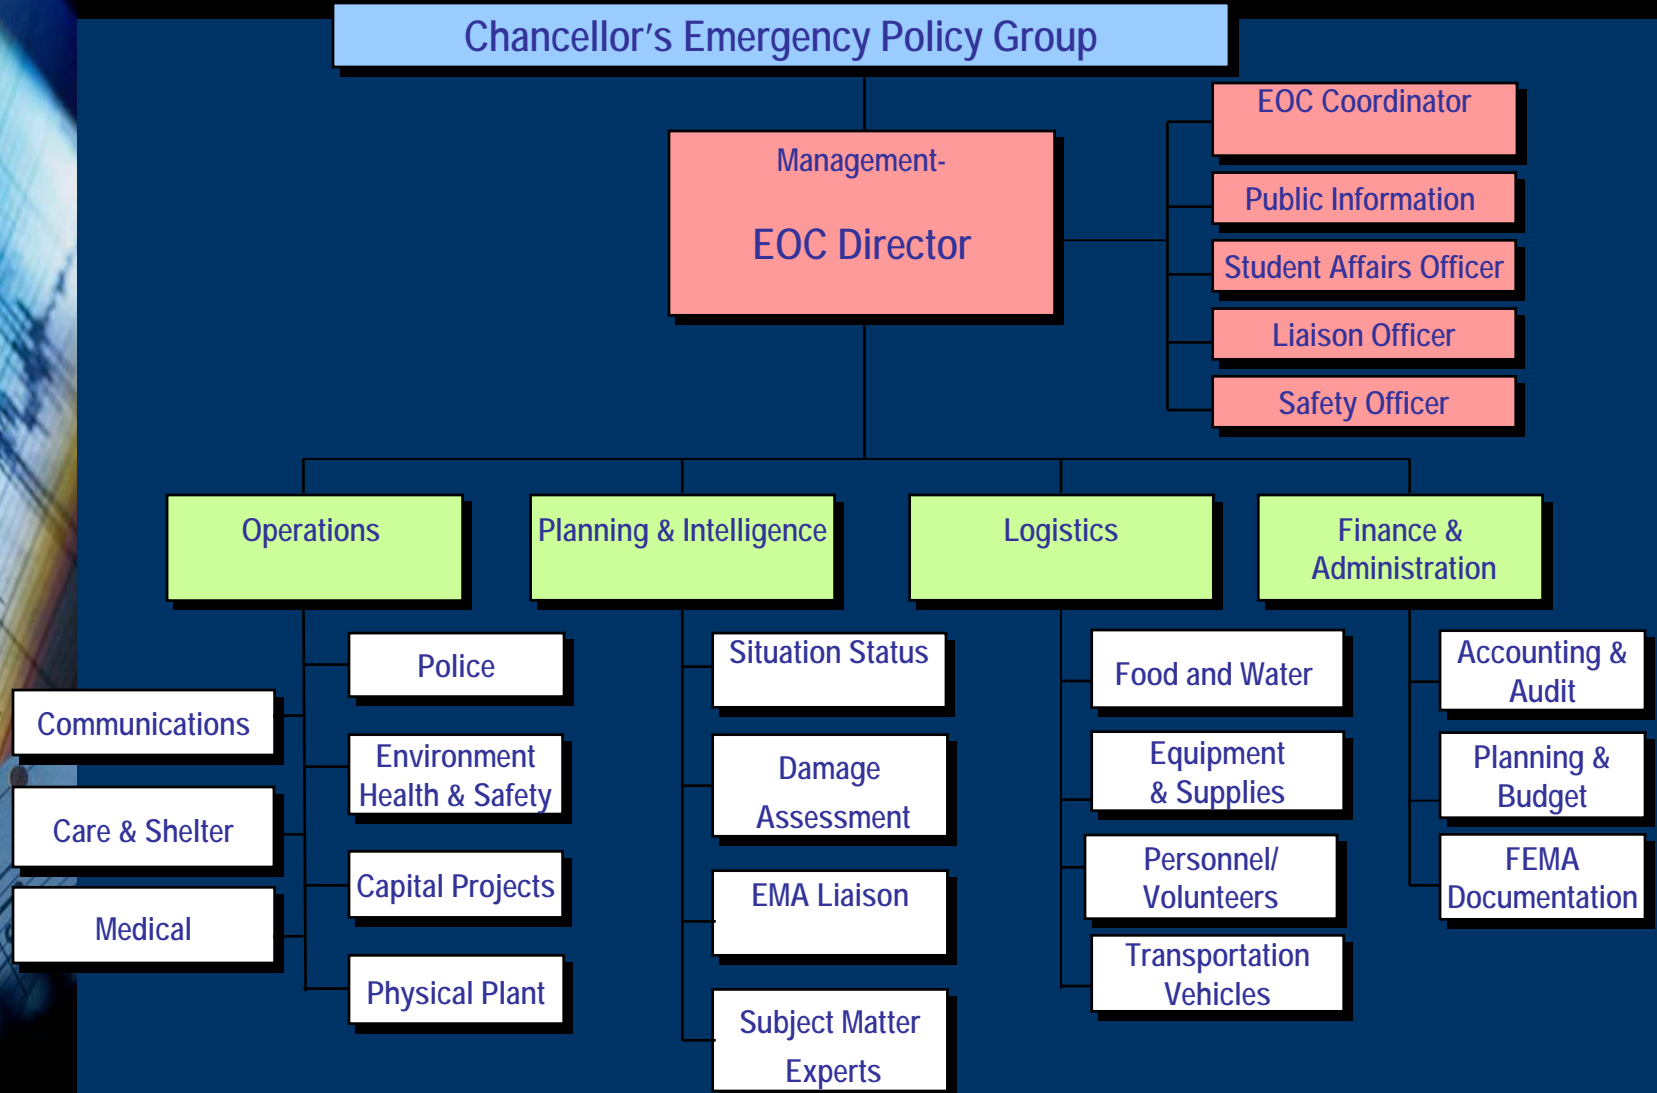 Chancellor's Emergency Policy Group
Management-
EOC Director
EOC Coordinator
Public Information
Student Affairs Officer
Liaison Officer
Safety Officer
Operations
Planning & Intelligence
Logistics
Finance &
Administration
Communications
Care & Shelter
Medical
Police
Environment
Health & Safety
Capital Projects
Physical Plant
Situation Status
Damage
Assessment
EMA Liaison
Subject Matter
Experts
Food and Water
Equipment
& Supplies
Personnel/
Volunteers
Transportation
Vehicles
Accounting &
Audit
Planning &
Budget
FEMA
Documentation